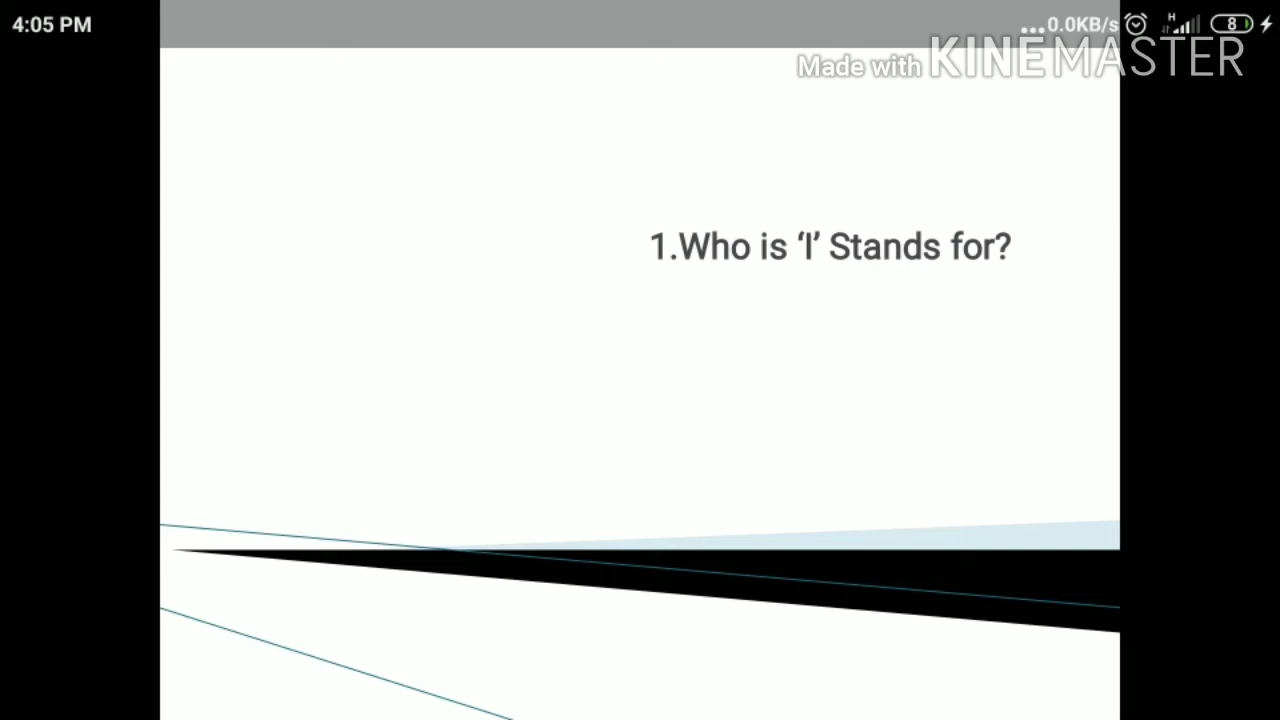 4:05 PM
...0.0KB/s
H
8
Made with KINEMASTER
1.Who is ‘I’ Stands for?